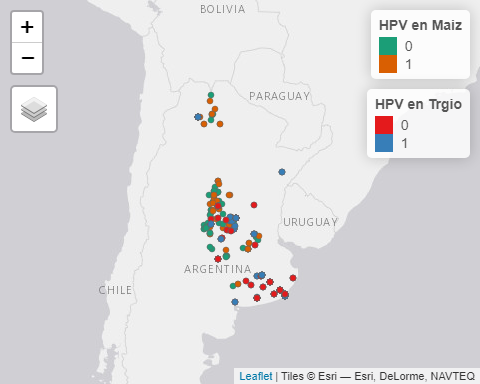 +
−
BOLIVIA
PARAGUAY
URUGUAY
ARGENTINA
CHILE
HPV en Maiz
0
1
HPV en Trgio
0
1
Leaflet | Tiles © Esri — Esri, DeLorme, NAVTEQ